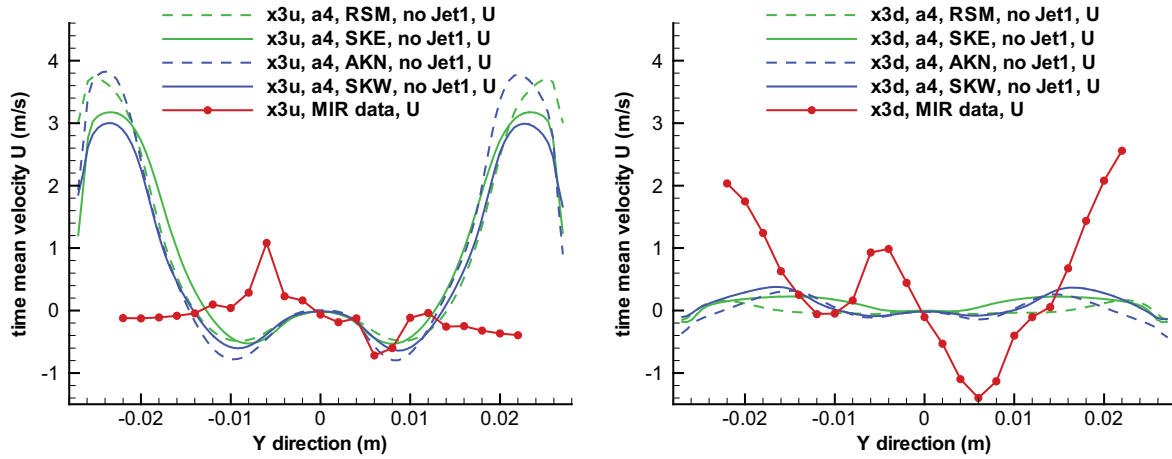 x3u, a4, RSM, no Jet1, U
x3u, a4, SKE, no Jet1, U
x3u, a4, AKN, no Jet1, U
x3u, a4, SKW, no Jet1, U
x3u, MIR data, U
time mean velocity U (m/s)
4
3
2
1
0
-1
-0.02
-0.01
0
0.01
0.02
Y direction (m)
x3d, a4, RSM, no Jet1, U
x3d, a4, SKE, no Jet1, U
x3d, a4, AKN, no Jet1, U
x3d, a4, SKW, no Jet1, U
x3d, MIR data, U
time mean velocity U (m/s)
4
3
2
1
0
-1
-0.02
-0.01
0
0.01
0.02
Y direction (m)